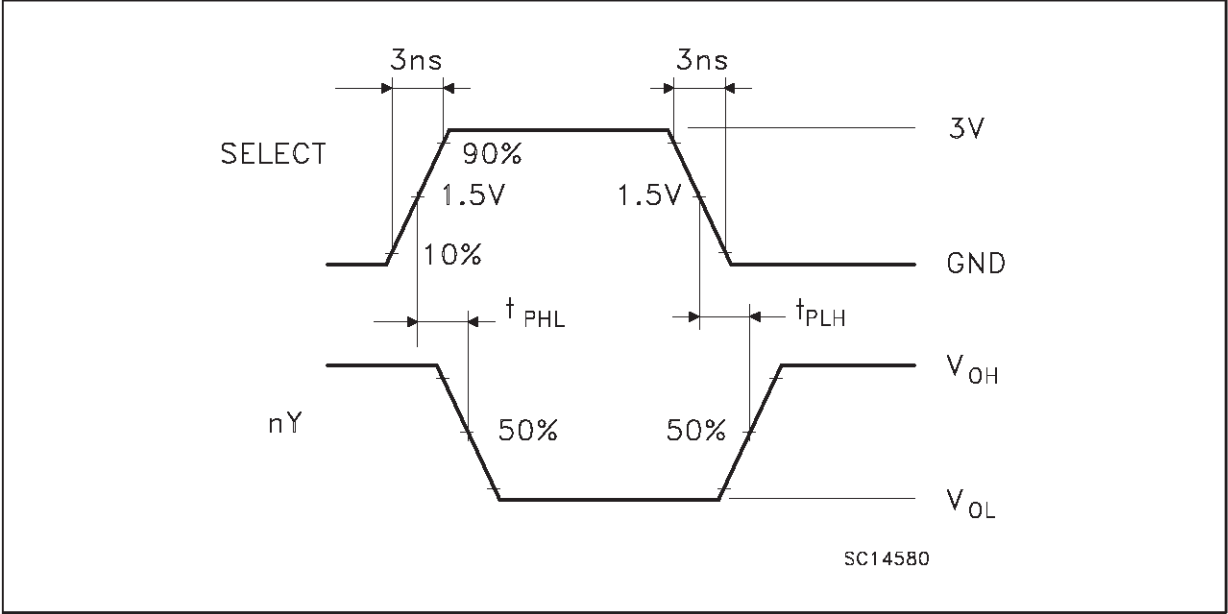 3ns 3ns
3V
SELECT 90%
1.5V 1.5V
10% GND
tPHL tPLH
VOH
nY 50% 50%
VOL
SC14580